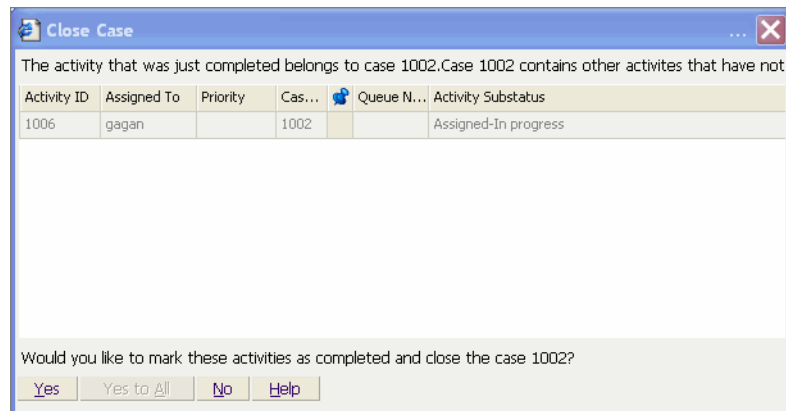 Close Case ...
The activity that was just completed belongs to case 1002.Case 1002 contains other activites that have not
Activity ID Assigned To Priority Cas... Queue N... Activity Substatus
1006 gagan 1002 Assigned-In progress
Would you like to mark these activities as completed and close the case 1002?
Yes Yes to All No Help